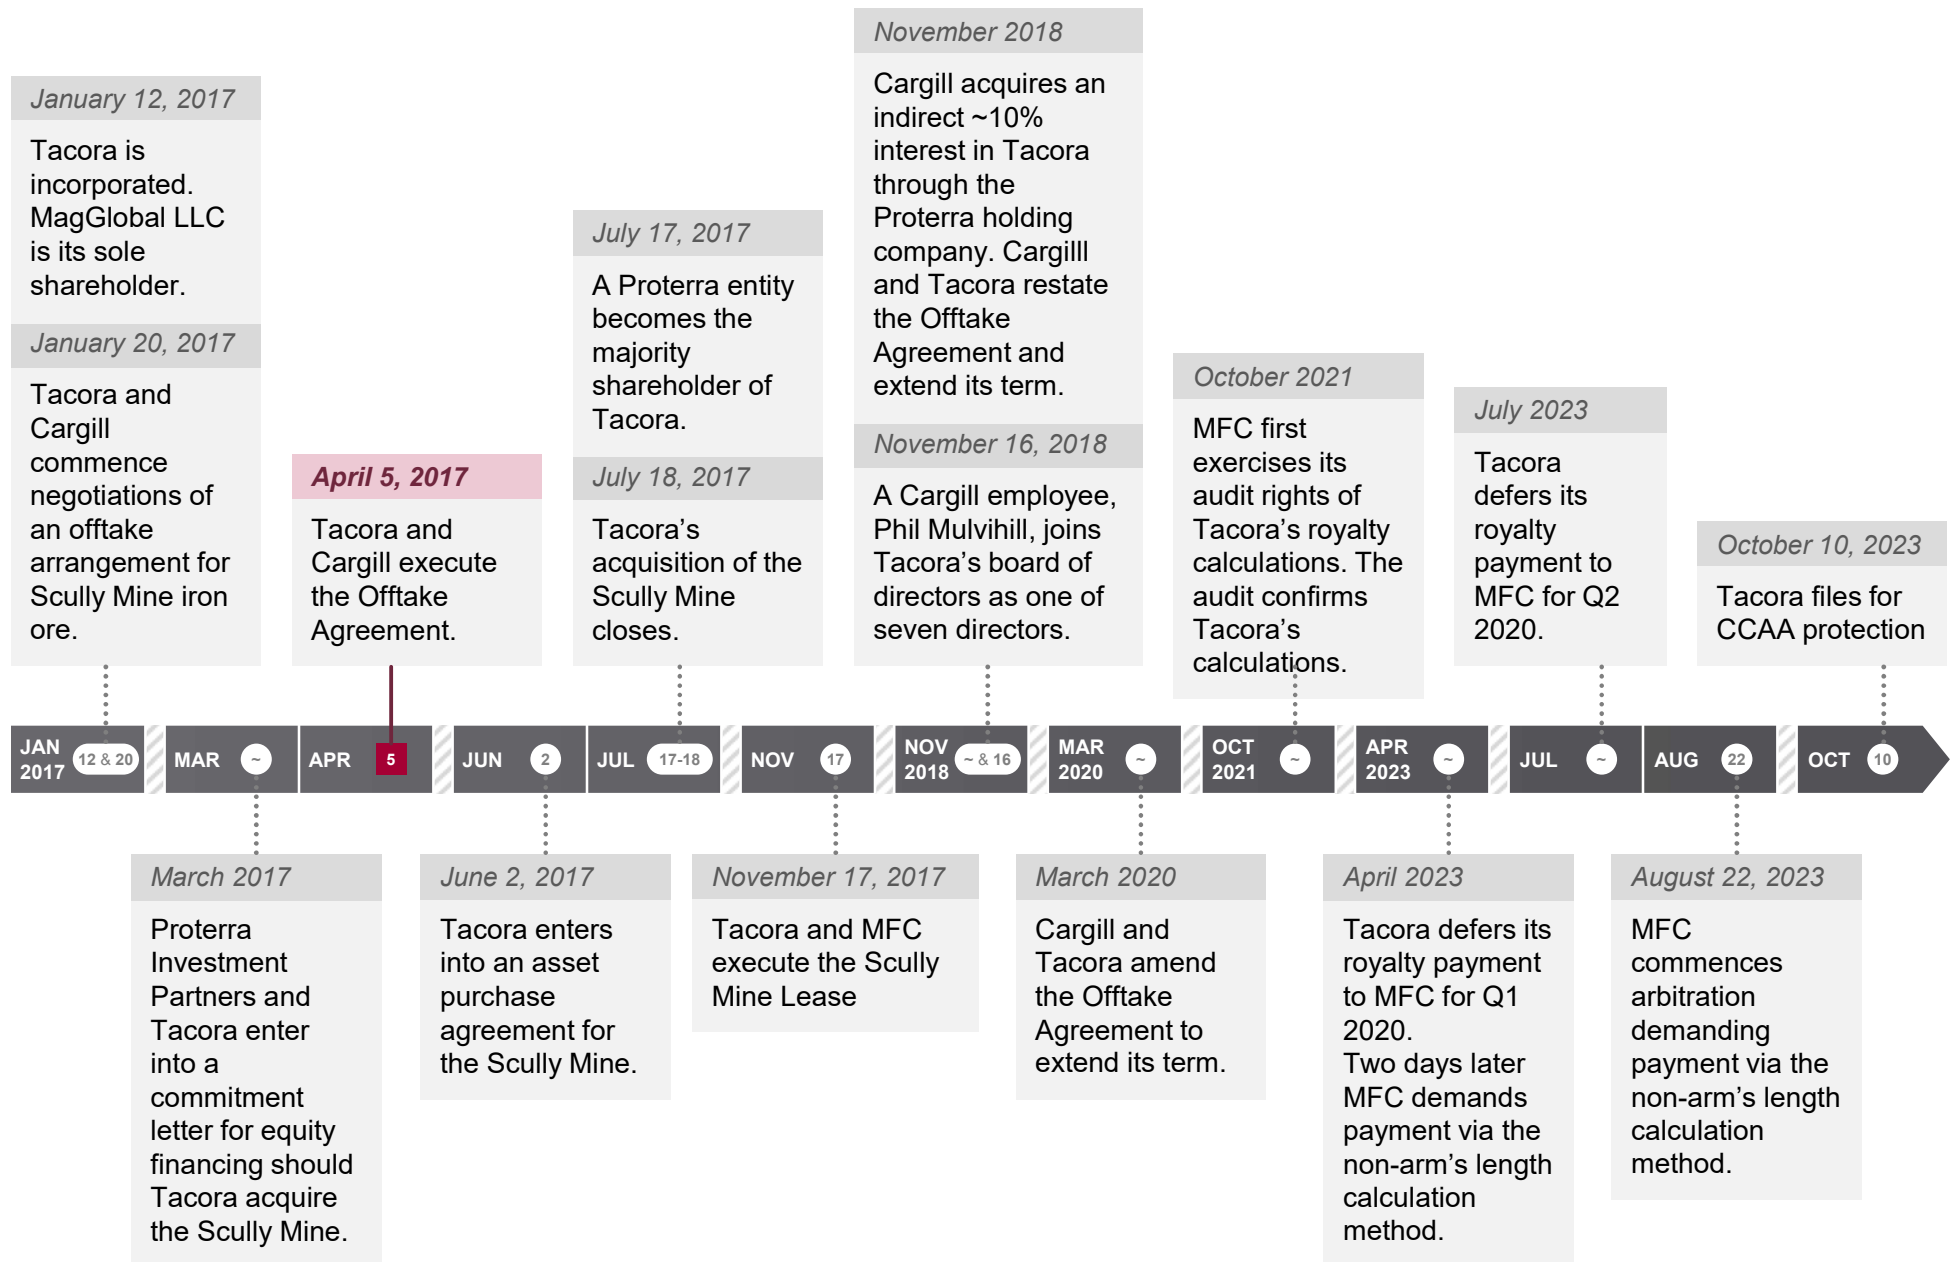 January 12, 2017
Tacora is
incorporated.
MagGlobal LLC
is its sole
shareholder.
January 20, 2017
Tacora and
Cargill
commence
negotiations of
an offtake
arrangement for
Scully Mine iron
ore.
April 5, 2017
Tacora and
Cargill execute
the Offtake
Agreement.
July 17, 2017
A Proterra entity
becomes the
majority
shareholder of
Tacora.
July 18, 2017
Tacora’s
acquisition of the
Scully Mine
closes.
November 2018
Cargill acquires an
indirect ~10%
interest in Tacora
through the
Proterra holding
company. Cargilll
and Tacora restate
the Offtake
Agreement and
extend its term.
November 16, 2018
A Cargill employee,
Phil Mulvihill, joins
Tacora’s board of
directors as one of
seven directors.
October 2021
MFC first
exercises its
audit rights of
Tacora’s royalty
calculations. The
audit confirms
Tacora’s
calculations.
July 2023
Tacora
defers its
royalty
payment to
MFC for Q2
2020.
October 10, 2023
Tacora files for
CCAA protection
JAN
2017
12 & 20
MAR
~
APR
5
JUN
2
JUL
17-18
NOV
17
NOV
2018
~ & 16
MAR
2020
~
OCT
2021
~
APR
2023
~
JUL
~
AUG
22
OCT
10
March 2017
Proterra
Investment
Partners and
Tacora enter
into a
commitment
letter for equity
financing should
Tacora acquire
the Scully Mine.
June 2, 2017
Tacora enters
into an asset
purchase
agreement for
the Scully Mine.
November 17, 2017
Tacora and MFC
execute the Scully
Mine Lease
March 2020
Cargill and
Tacora amend
the Offtake
Agreement to
extend its term.
April 2023
Tacora defers its
royalty payment
to MFC for Q1
2020.
Two days later
MFC demands
payment via the
non-arm’s length
calculation
method.
August 22, 2023
MFC
commences
arbitration
demanding
payment via the
non-arm’s length
calculation
method.